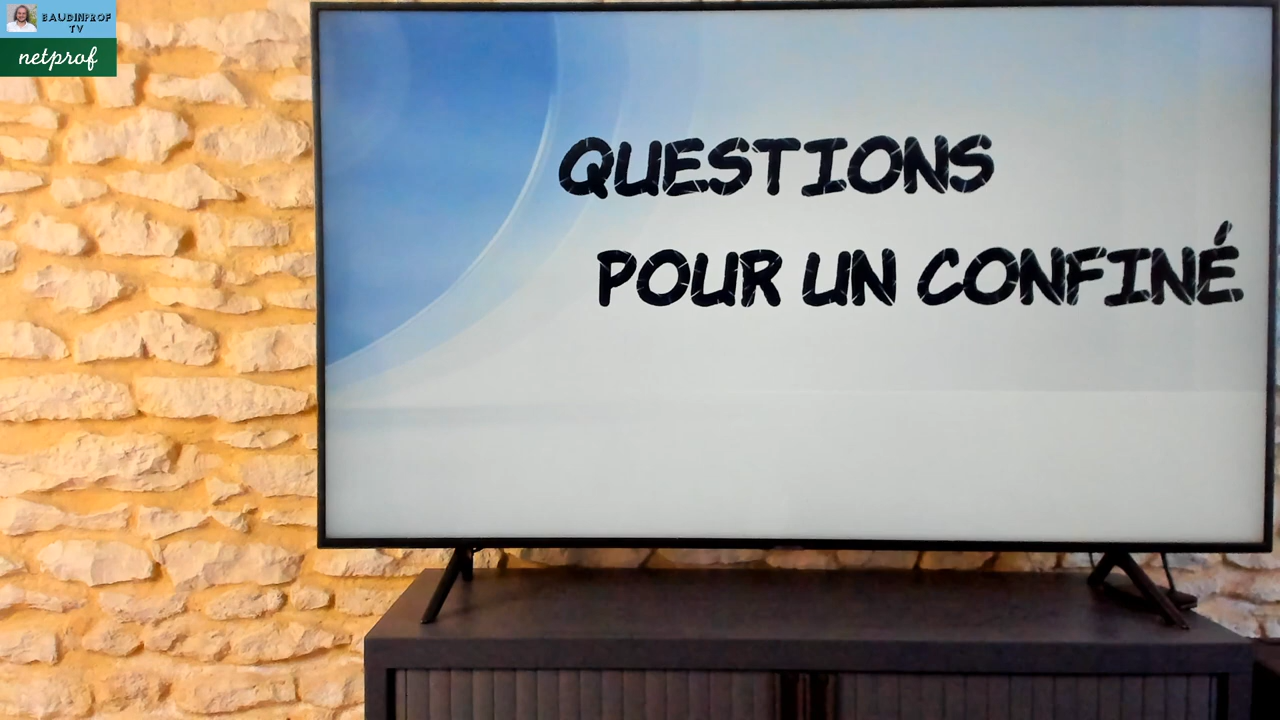 BAUDINPROF
TV
netprof
QUESTIONS
POUR UN CONFINÉ